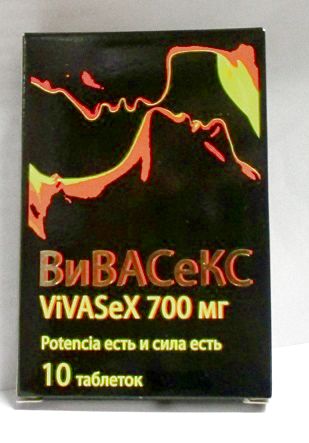 ВиВАСеКС
ViVASeX 700 мг
Potencia есть и сила есть
10 таблеток